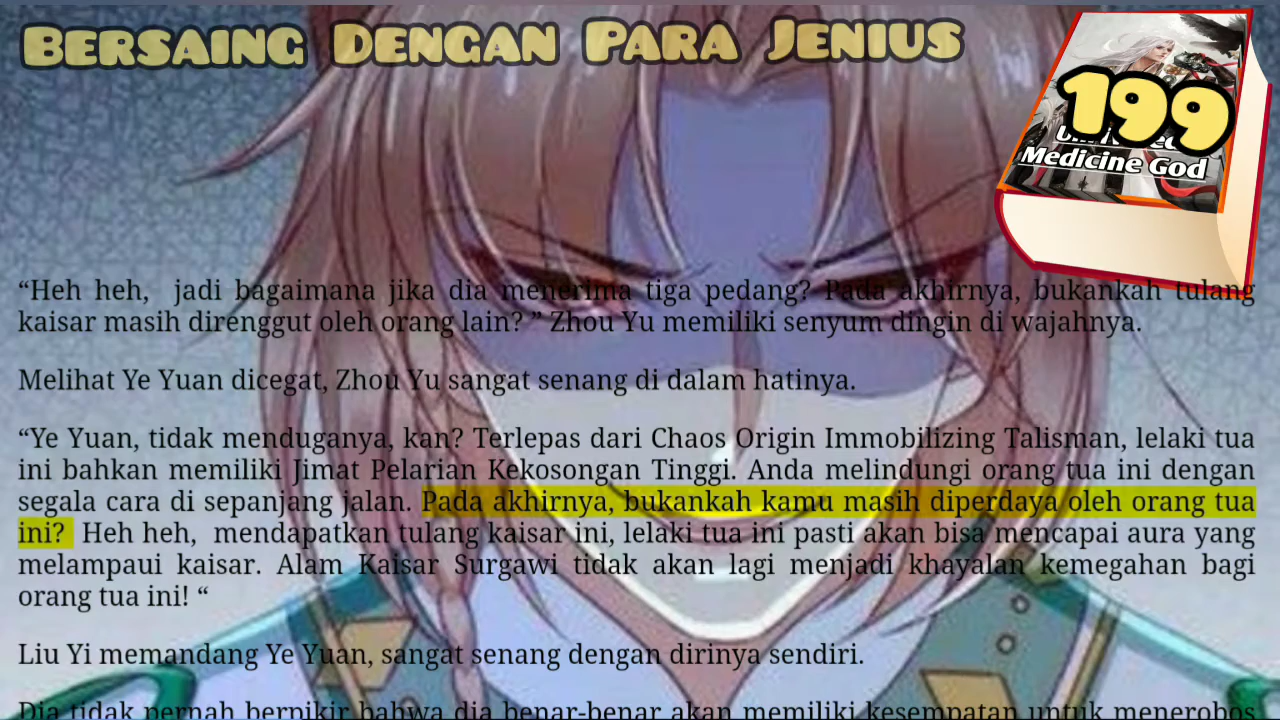 Bersaing Dengan Para Jenius
199
Medicine God
“Heh heh,  jadi bagaimana jika dia menerima tiga pedang? Pada akhirnya, bukankah tulang
kaisar masih direnggut oleh orang lain? ” Zhou Yu memiliki senyum dingin di wajahnya.
Melihat Ye Yuan dicegat, Zhou Yu sangat senang di dalam hatinya.
“Ye Yuan, tidak menduganya, kan? Terlepas dari Chaos Origin Immobilizing Talisman, lelaki tua
ini bahkan memiliki Jimat Pelarian Kekosongan Tinggi. Anda melindungi orang tua ini dengan
segala cara di sepanjang jalan. Pada akhirnya, bukankah kamu masih diperdaya oleh orang tua
ini?  Heh heh,  mendapatkan tulang kaisar ini, lelaki tua ini pasti akan bisa mencapai aura yang
melampaui kaisar. Alam Kaisar Surgawi tidak akan lagi menjadi khayalan kemegahan bagi
orang tua ini! “
Liu Yi memandang Ye Yuan, sangat senang dengan dirinya sendiri.
Dia tidak pernah berpikir bahwa dia benar-benar akan memiliki kesempatan untuk menerobos